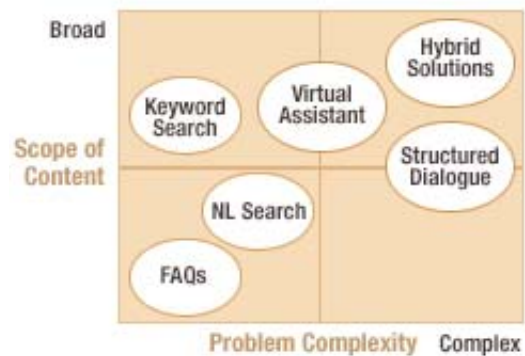 Broad
Hybrid
Solutions
Virtual
Assistant
Keyword
Search
Scope of
Content
Structured
Dialogue
NL Search
FAQs
Problem Complexity Complex